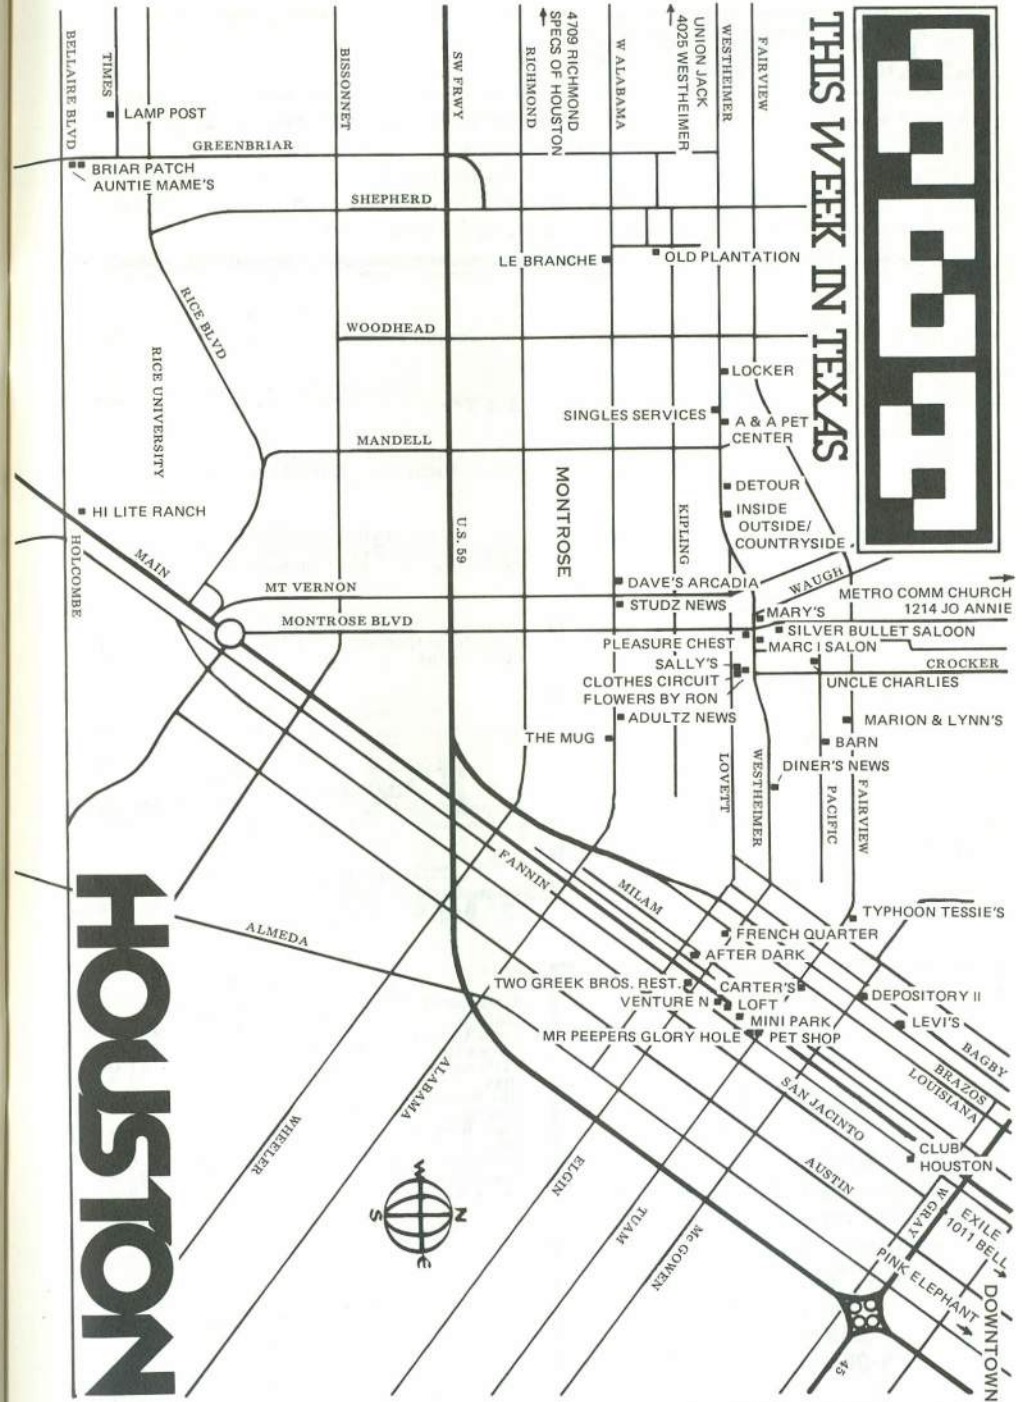 THIS WEEK IN TEXAS
BELLAIRE BLVD
TIMES
LAMP POST
BISSONNET
SW FRWY
RICHMOND
4709 RICHMOND
SPECS OF HOUSTON
W ALABAMA
UNION JACK
4025 WESTHEIMER
WESTHEIMER
FAIRVIEW
GREENBRIAR
BRIAR PATCH
AUNTIE MAME'S
SHEPHERD
LE BRANCHE
OLD PLANTATION
RICE BLVD
WOODHEAD
RICE UNIVERSITY
LOCKER
SINGLES SERVICES
A & A PET
CENTER
MANDELL
MONTROSE
DETOUR
HI LITE RANCH
U.S. 59
KIPLING
INSIDE
OUTSIDE/
COUNTRYSIDE
HOLCOMBE
MAIN
MT VERNON
DAVE'S ARCADIA
WAUGH
METRO COMM CHURCH
1214 JO ANNIE
STUDZ NEWS
MONTROSE BLVD
MARY'S
SILVER BULLET SALOON
PLEASURE CHEST
MARC I SALON
SALLY'S
CLOTHES CIRCUIT
FLOWERS BY RON
CROCKER
UNCLE CHARLIES
ADULTZ NEWS
MARION & LYNN'S
THE MUG
BARN
DINER'S NEWS
LOVETT
WESTHEIMER
PACIFIC
FAIRVIEW
FANNIN
MILAM
TYPHOON TESSIE'S
ALMEDA
FRENCH QUARTER
AFTER DARK
TWO GREEK BROS. REST.
CARTER'S
VENTURE N
LOFT
DEPOSITORY II
MINI PARK
LEVI'S
MR PEEPERS GLORY HOLE
PET SHOP
BAGBY
BRAZOS
LOUISIANA
ALABAMA
WHEELER
SAN JACINTO
AUSTIN
ELGIN
TUAM
Mc GOWEN
CLUB
HOUSTON
W GRAY
EXILE
1011 BELL
PINK ELEPHANT
DOWNTOWN
45
W
N
S
E
HOUSTON